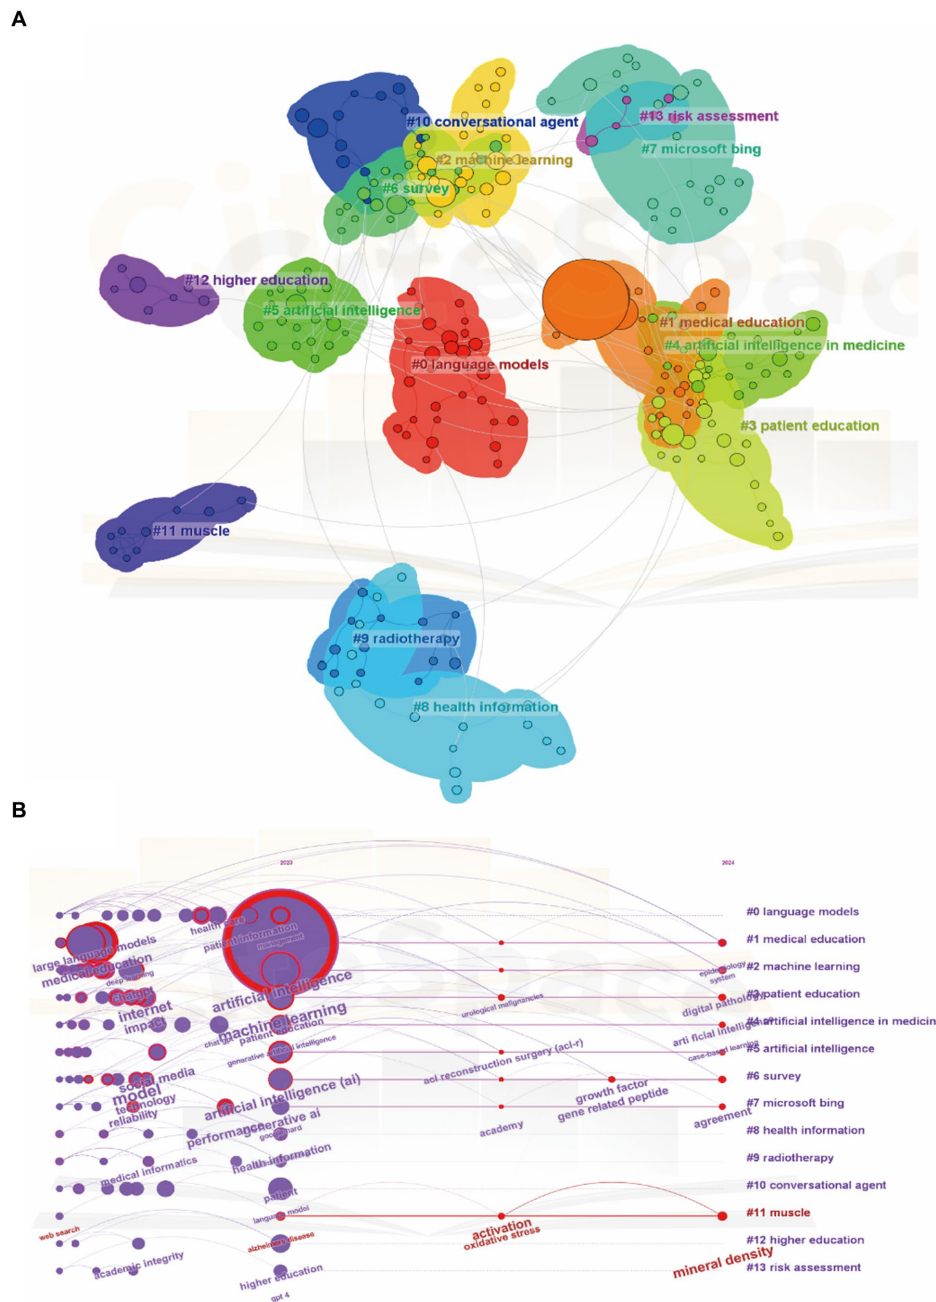 A
#10 conversational agent
#13 risk assessment
#7 microsoft bing
#2 machine learning
#6 survey
#12 higher education
#5 artificial intelligence
#1 medical education
#4 artificial intelligence in medicine
#0 language models
#3 patient education
#11 muscle
#9 radiotherapy
#8 health information
B
2023
2024
#0 language models
health care
patient information
management
large language models
#1 medical education
medical education
deep learning
#2 machine learning
epidemiology
system
artificial intelligence
#3 patient education
chatgpt
internet
urological malignancies
digital pathology
machine learning
impact
patient education
#4 artificial intelligence in medicin
artificial intelligence
chat gpt
generative artificial intelligence
case-based learning
#5 artificial intelligence
acl reconstruction surgery (acl-r)
social media
#6 survey
model
artificial intelligence (ai)
growth factor
technology
gene related peptide
#7 microsoft bing
reliability
agreement
performance
generative ai
academy
#8 health information
health information
medical informatics
#9 radiotherapy
patient
#10 conversational agent
language model
#11 muscle
web search
activation
oxidative stress
alzheimers disease
#12 higher education
mineral density
academic integrity
higher education
#13 risk assessment
gpt 4